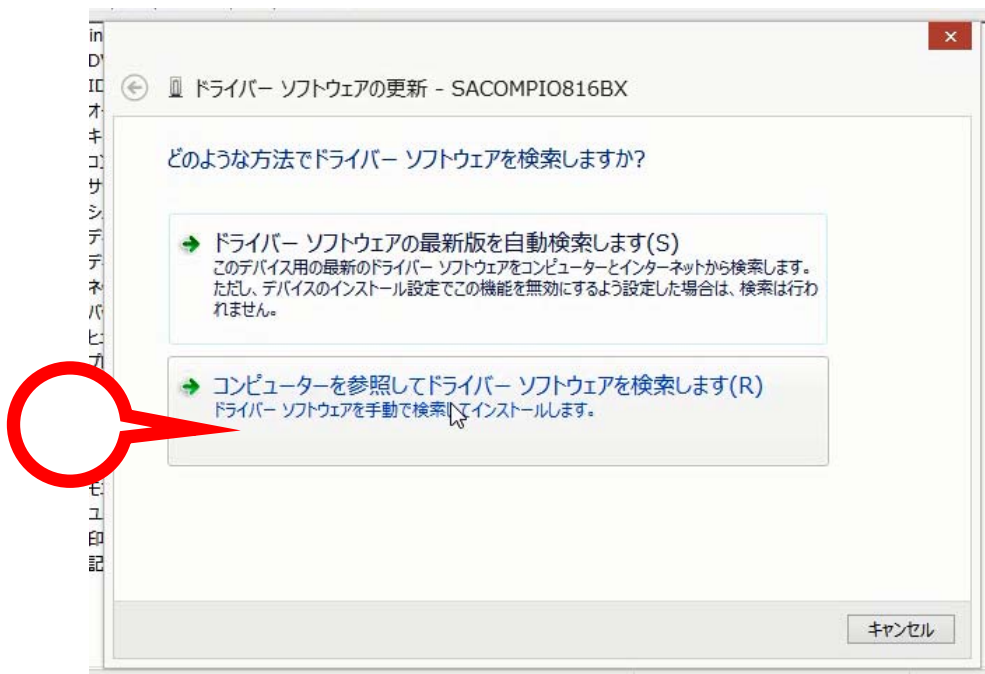 ドライバー ソフトウェアの更新 - SACOMPIO816BX
どのような方法でドライバー ソフトウェアを検索しますか?
ドライバー ソフトウェアの最新版を自動検索します(S)
このデバイス用の最新のドライバー ソフトウェアをコンピューターとインターネットから検索します。
ただし、デバイスのインストール設定でこの機能を無効にするよう設定した場合は、検索は行わ
れません。
コンピューターを参照してドライバー ソフトウェアを検索します(R)
ドライバー ソフトウェアを手動で検索してインストールします。
キャンセル